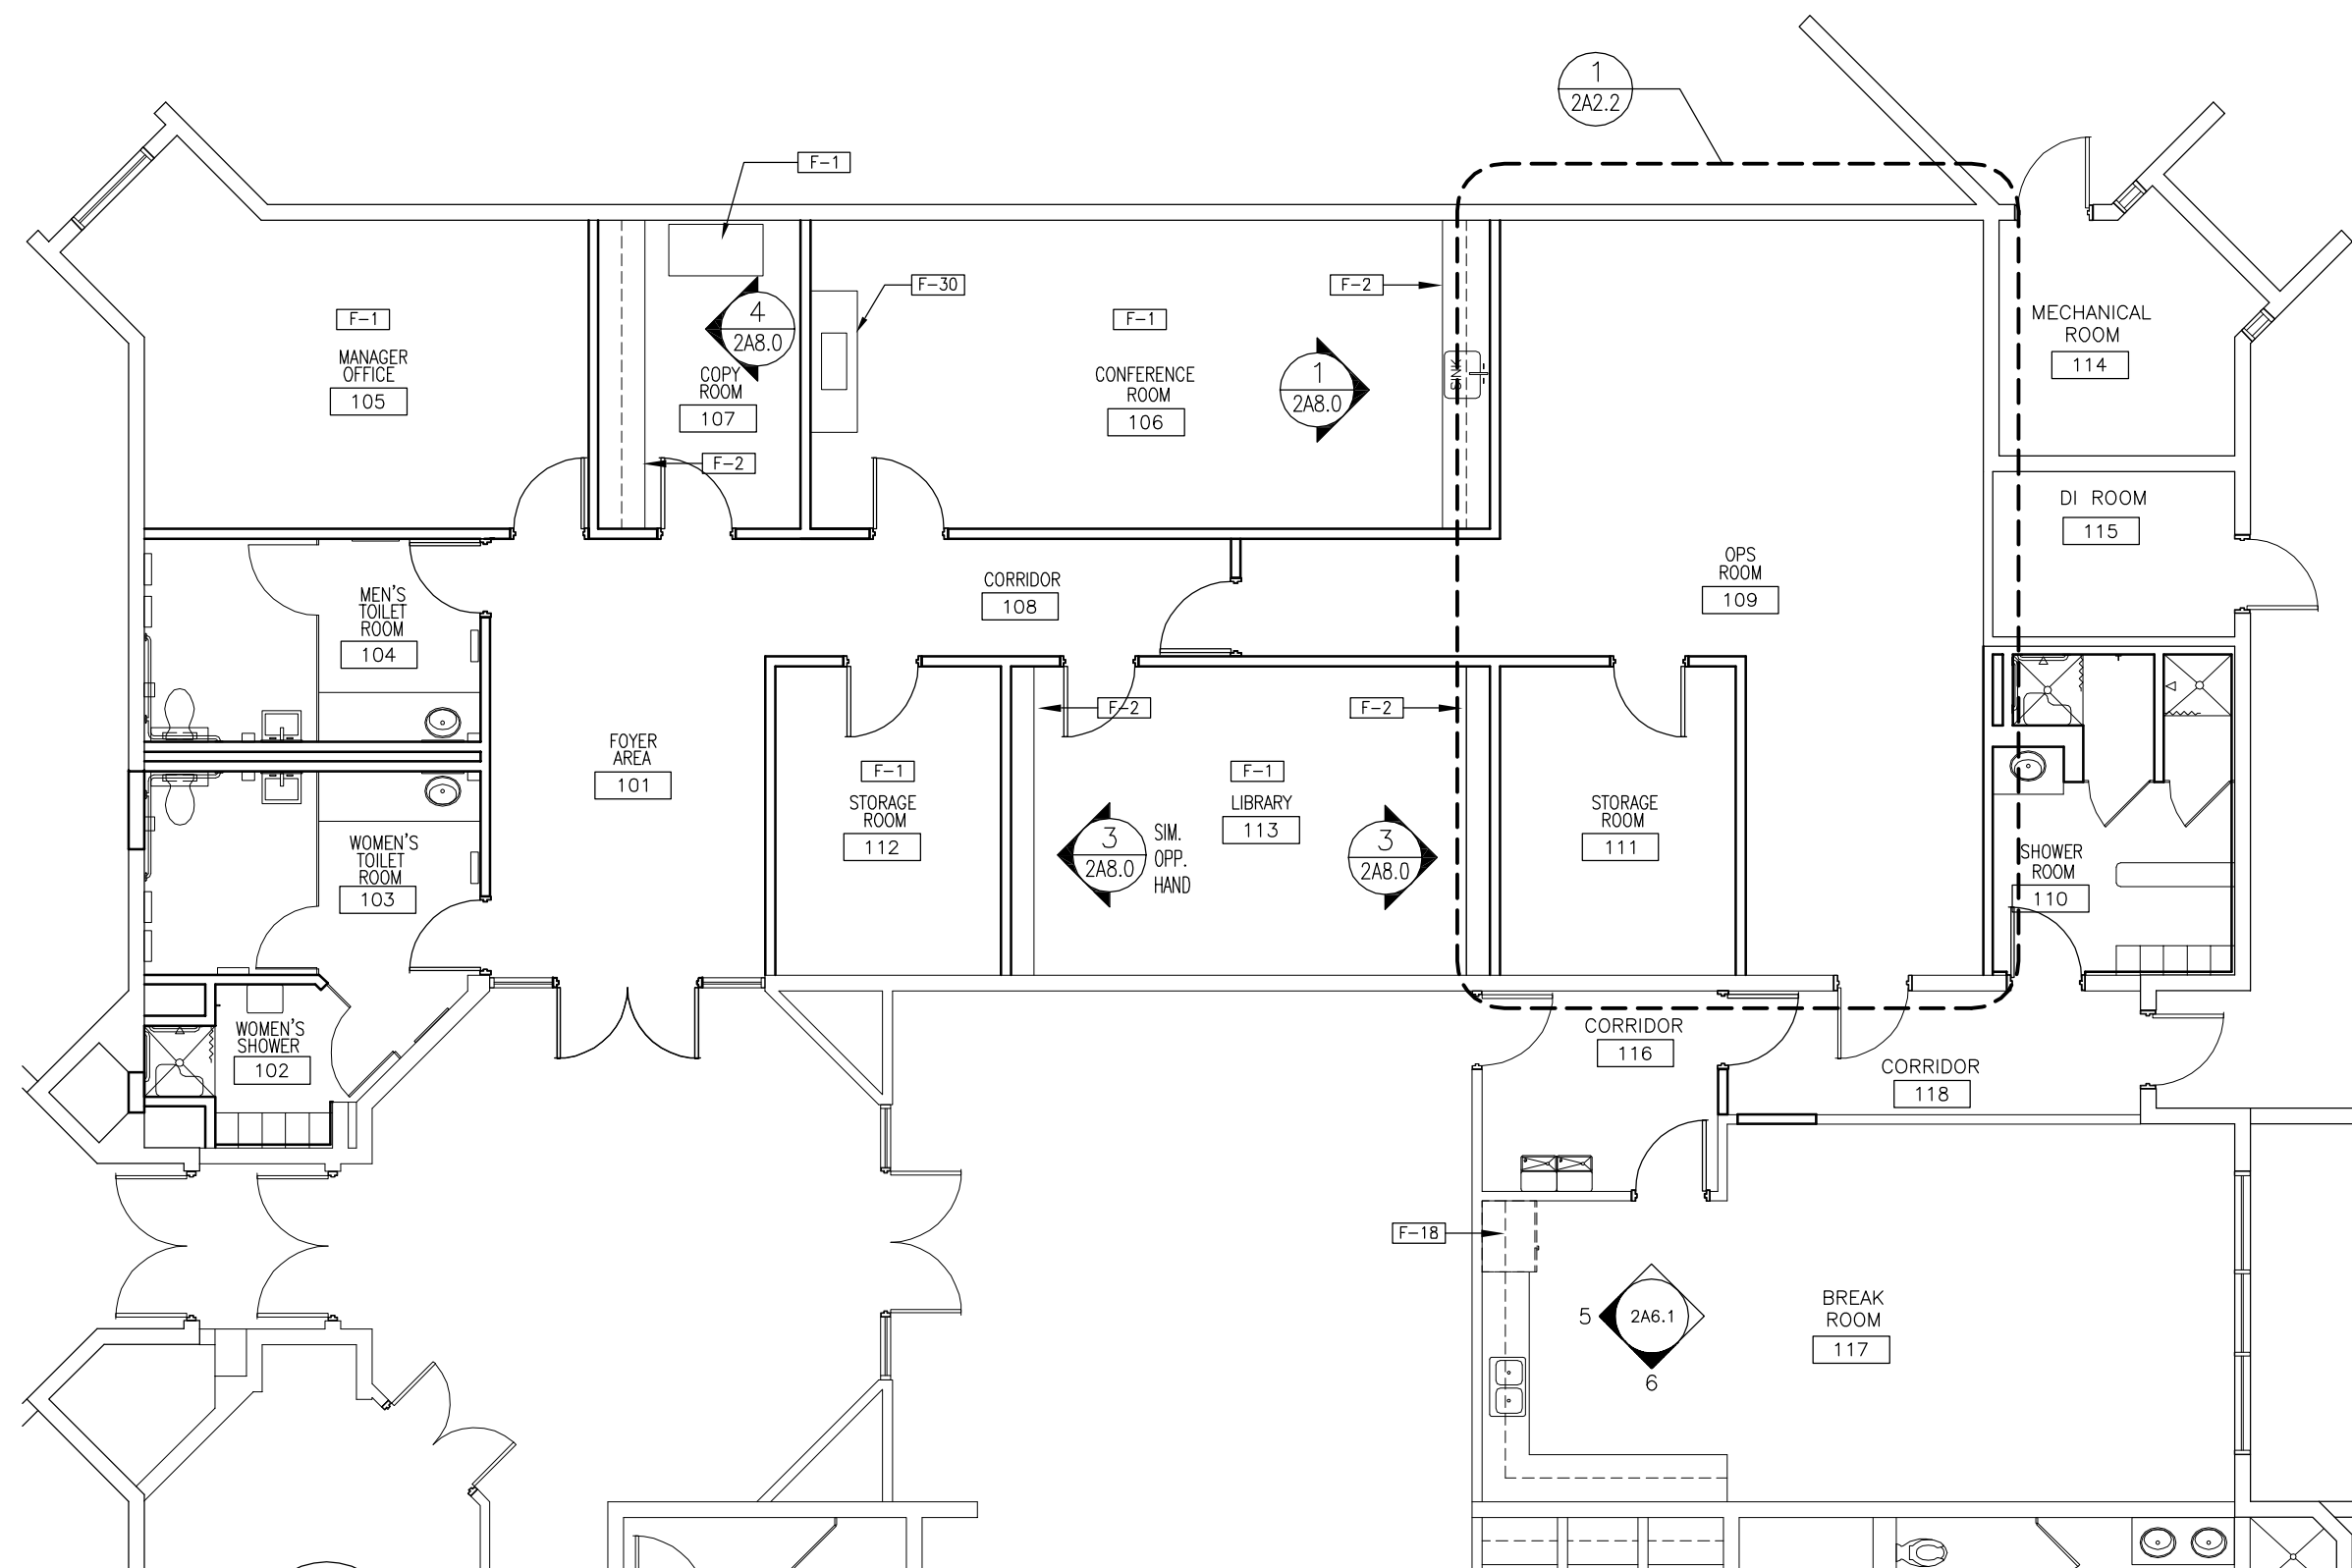 1
2A2.2
F-1
F-30
F-2
F-1
MANAGER
OFFICE
105
4
2A8.0
COPY
ROOM
107
F-2
F-1
CONFERENCE
ROOM
106
1
2A8.0
SINK
MECHANICAL
ROOM
114
DI ROOM
115
OPS
ROOM
109
CORRIDOR
108
MEN'S
TOILET
ROOM
104
FOYER
AREA
101
WOMEN'S
TOILET
ROOM
103
F-1
STORAGE
ROOM
112
F-2
F-2
F-1
LIBRARY
113
3
2A8.0
SIM.
OPP.
HAND
3
2A8.0
STORAGE
ROOM
111
SHOWER
ROOM
110
WOMEN'S
SHOWER
102
CORRIDOR
116
CORRIDOR
118
F-18
5
2A6.1
6
BREAK
ROOM
117